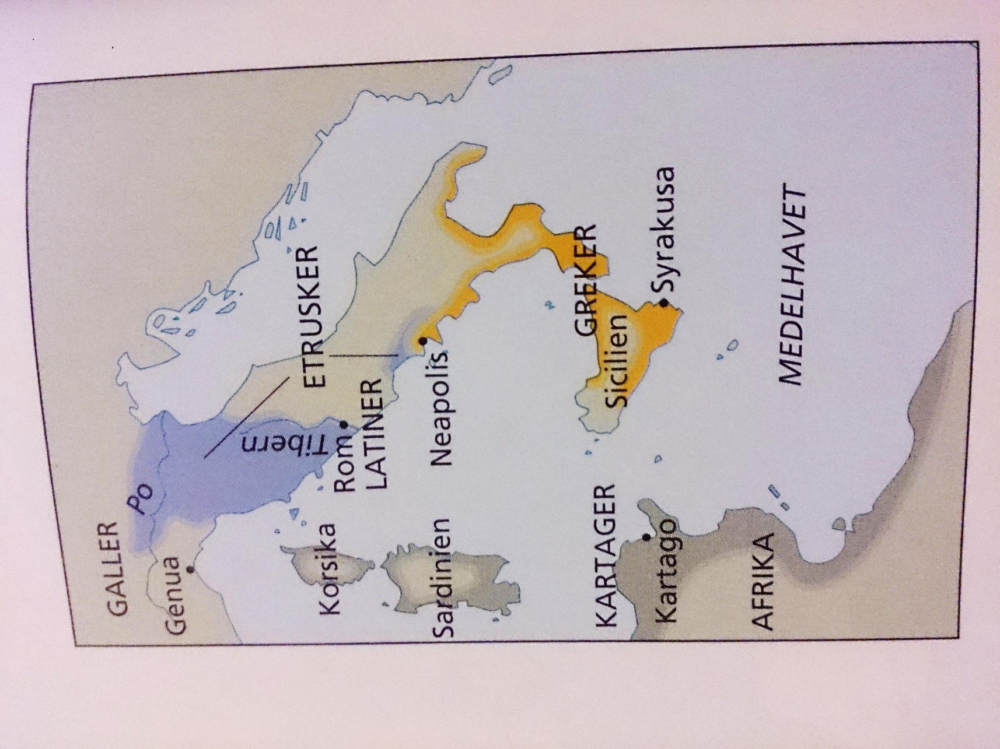 GALLER
Po
Genua
ETRUSKER
Tibern
Korsika
Rom
LATINER
Sardinien
Neapolis
GREKER
Sicilien
KARTAGER
Kartago
Syrakusa
AFRIKA
MEDELHAVET